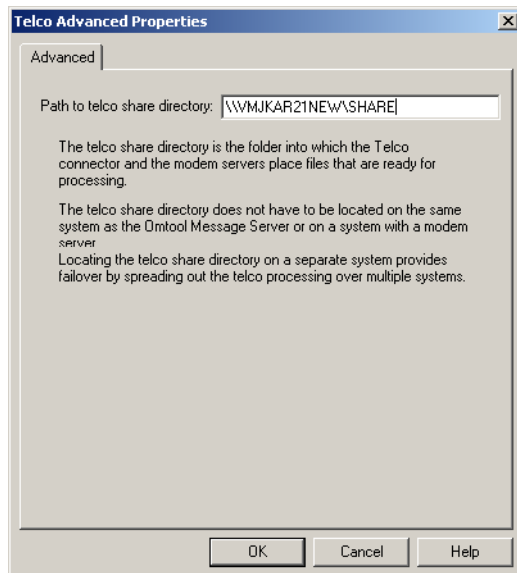 Telco Advanced Properties
Advanced
Path to telco share directory: \\VMJKAR21NEW\SHARE
The telco share directory is the folder into which the Telco
connector and the modem servers place files that are ready for
processing.
The telco share directory does not have to be located on the same
system as the Omtool Message Server or on a system with a modem
server
Locating the telco share directory on a separate system provides
failover by spreading out the telco processing over multiple systems.
OK Cancel Help